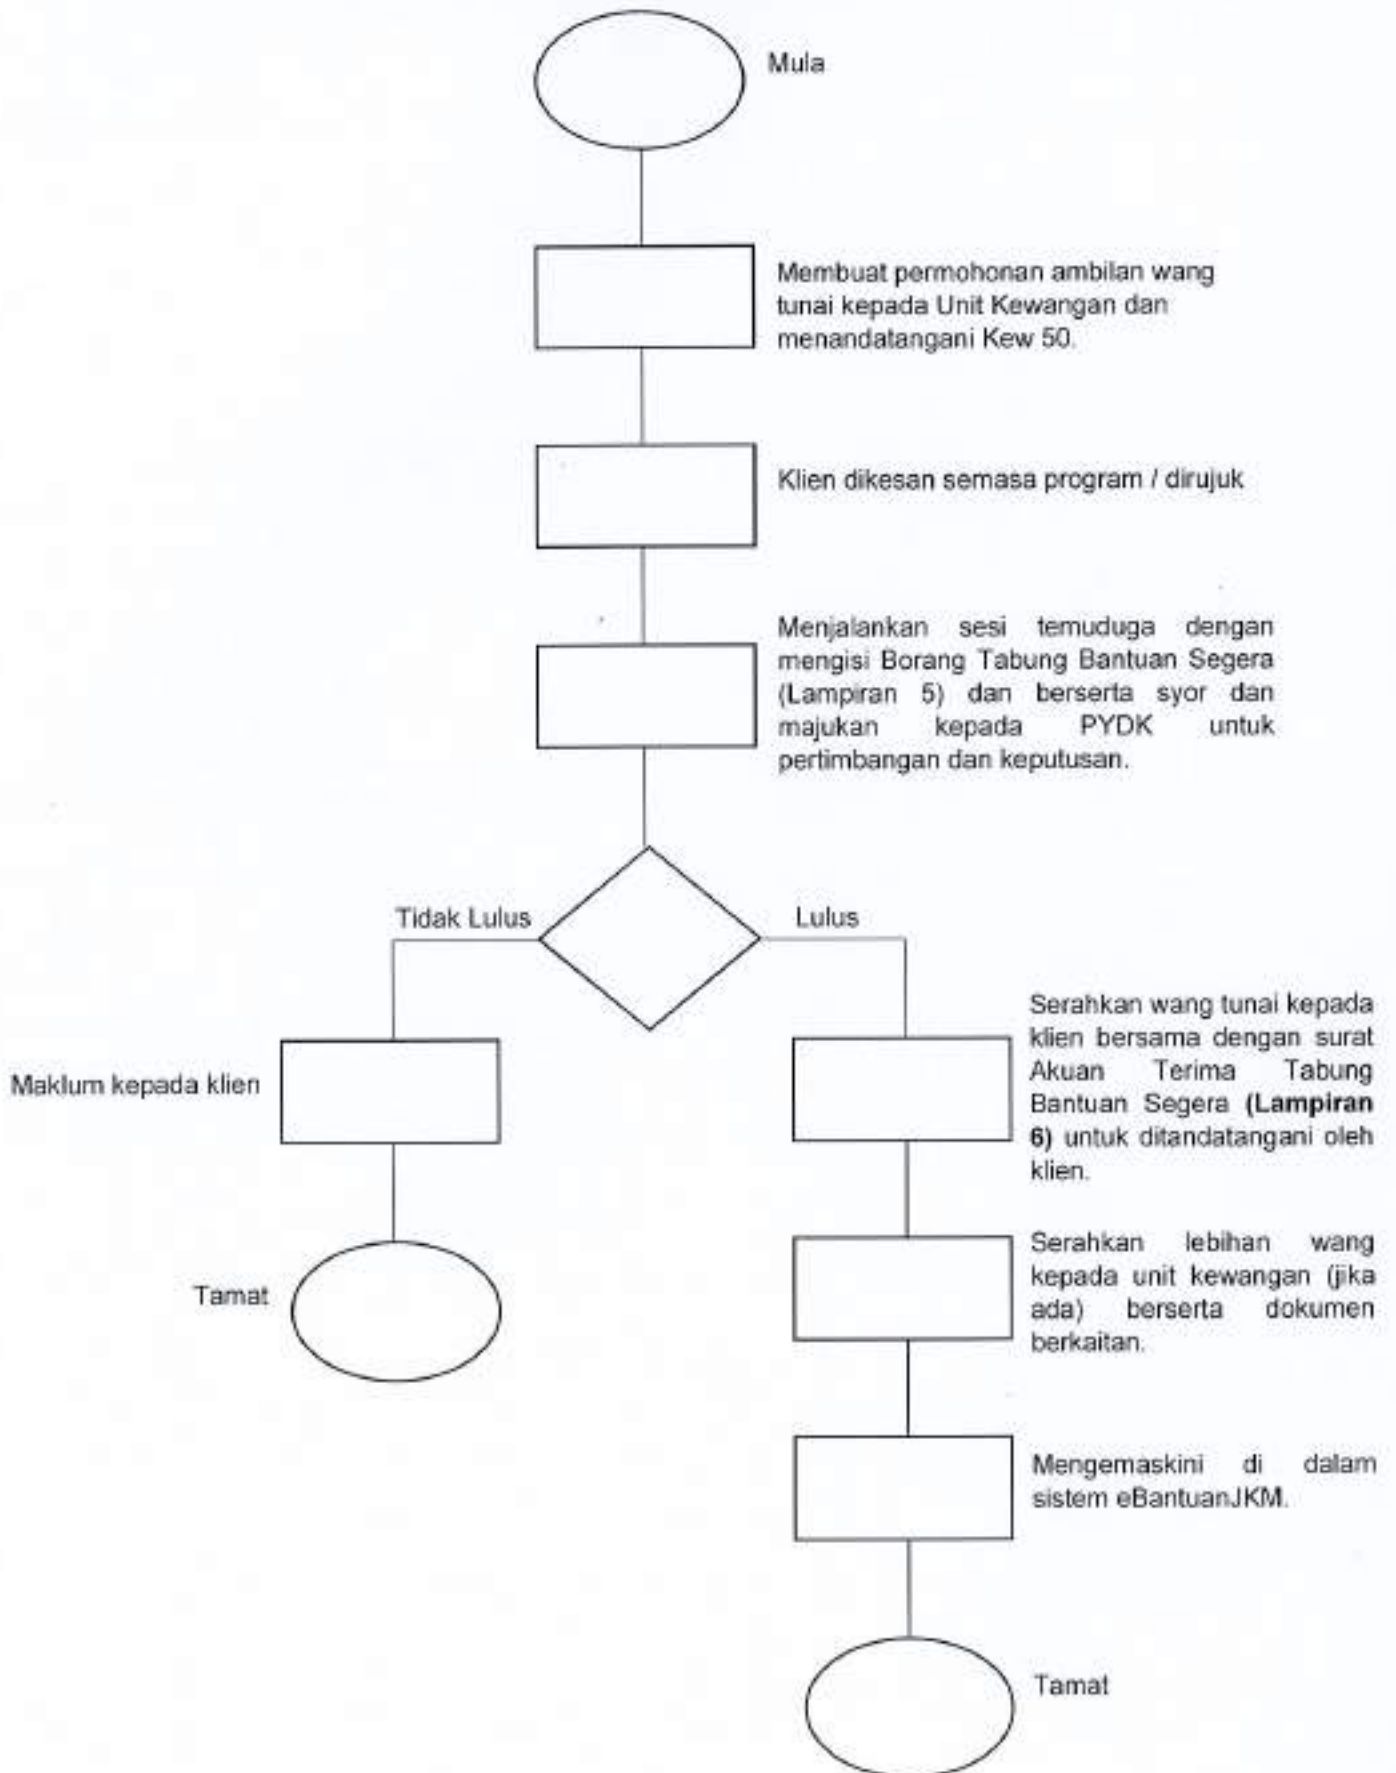 Mula
Membuat permohonan ambilan wang
tunai kepada Unit Kewangan dan
menandatangani Kew 50.
Klien dikesan semasa program / dirujuk
Menjalankan sesi temuduga dengan
mengisi Borang Tabung Bantuan Segera
(Lampiran 5) dan berserta syor dan
majukan kepada PYDK untuk
pertimbangan dan keputusan.
Tidak Lulus
Lulus
Maklum kepada klien
Tamat
Serahkan wang tunai kepada
klien bersama dengan surat
Akuan Terima Tabung
Bantuan Segera (Lampiran
6) untuk ditandatangani oleh
klien.
Serahkan lebihan wang
kepada unit kewangan (jika
ada) berserta dokumen
berkaitan.
Mengemaskini di dalam
sistem eBantuanJKM.
Tamat